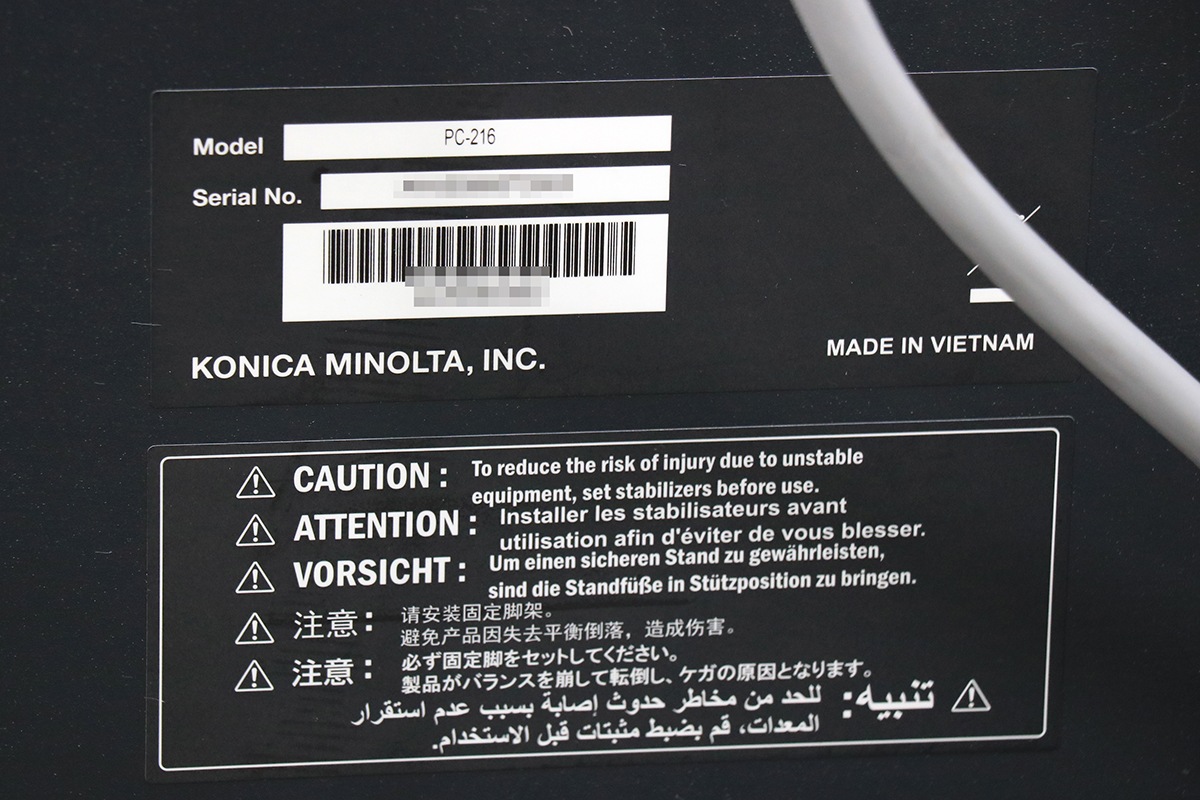 Model PC-216
Serial No.
KONICA MINOLTA, INC.
MADE IN VIETNAM
CAUTION : To reduce the risk of injury due to unstable
equipment, set stabilizers before use.
ATTENTION : Installer les stabilisateurs avant
utilisation afin d'éviter de vous blesser.
VORSICHT : Um einen sicheren Stand zu gewährleisten,
sind die Standfüße in Stützposition zu bringen.
注意： 请安装固定脚架。
避免产品因失去平衡倒落，造成伤害。
注意： 必ず固定脚をセットしてください。
製品がバランスを崩して転倒し、ケガの原因となります。
تنبيه: للحد من مخاطر حدوث إصابة بسبب عدم استقرار
المعدات، قم بضبط مثبتات قبل الاستخدام.